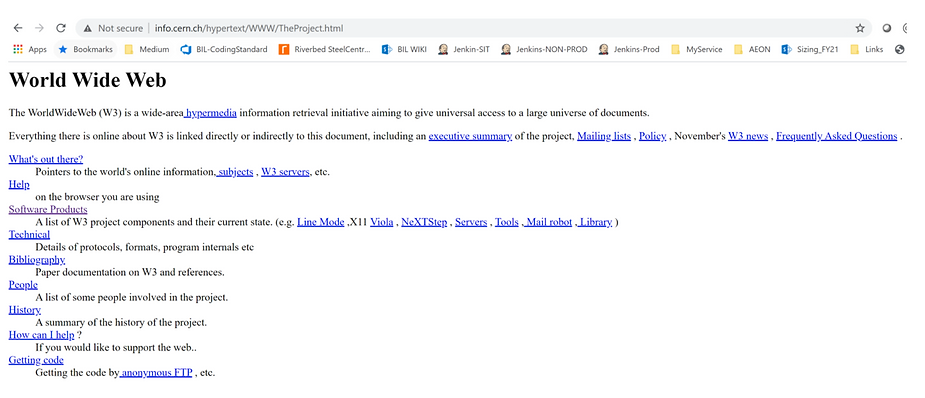 Not secure | info.cern.ch/hypertext/WWW/TheProject.html
Apps Bookmarks Medium BIL-CodingStandard Riverbed SteelCentr... BIL WIKI Jenkin-SIT Jenkins-NON-PROD Jenkins-Prod MyService AEON Sizing_FY21 Links
World Wide Web
The WorldWideWeb (W3) is a wide-area hypermedia information retrieval initiative aiming to give universal access to a large universe of documents.
Everything there is online about W3 is linked directly or indirectly to this document, including an executive summary of the project, Mailing lists , Policy , November's W3 news , Frequently Asked Questions .
What's out there?
Pointers to the world's online information, subjects , W3 servers, etc.
Help
on the browser you are using
Software Products
A list of W3 project components and their current state. (e.g. Line Mode ,X11 Viola , NeXTStep , Servers , Tools , Mail robot , Library )
Technical
Details of protocols, formats, program internals etc
Bibliography
Paper documentation on W3 and references.
People
A list of some people involved in the project.
History
A summary of the history of the project.
How can I help ?
If you would like to support the web..
Getting code
Getting the code by anonymous FTP , etc.